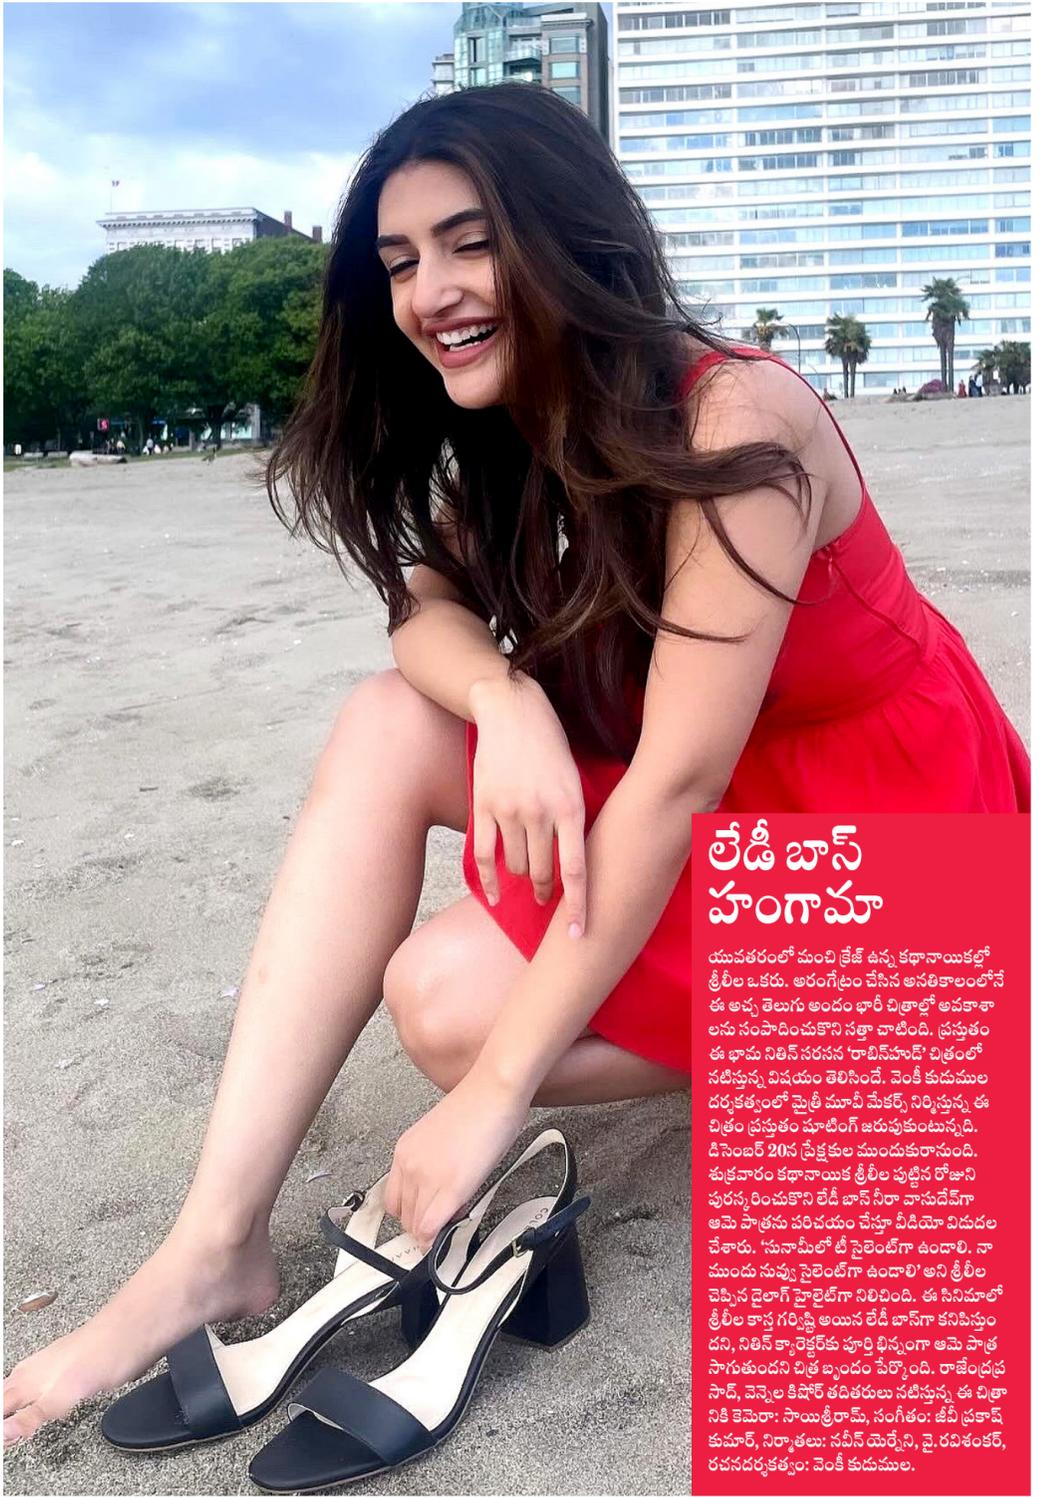 లేడీ బాస్
హంగామా
యువతరంలో మంచి క్రేజ్ ఉన్న కథానాయికల్లో
శ్రీలీల ఒకరు. అరంగేట్రం చేసిన అనతికాలంలోనే
ఈ అచ్చ తెలుగు అందం భారీ చిత్రాల్లో అవకాశా
లను సంపాదించుకొని సత్తా చాటింది. ప్రస్తుతం
ఈ భామ నితిన్ సరసన ‘రాబిన్‌హుడ్’ చిత్రంలో
నటిస్తున్న విషయం తెలిసిందే. వెంకీ కుడుముల
దర్శకత్వంలో మైత్రీ మూవీ మేకర్స్ నిర్మిస్తున్న ఈ
చిత్రం ప్రస్తుతం షూటింగ్ జరుపుకుంటున్నది.
డిసెంబర్ 20న ప్రేక్షకుల ముందుకురానుంది.
శుక్రవారం కథానాయిక శ్రీలీల పుట్టిన రోజుని
పురస్కరించుకొని లేడీ బాస్ నీరా వాసుదేవ్‌గా
ఆమె పాత్రను పరిచయం చేస్తూ వీడియో విడుదల
చేశారు. ‘సునామీలో టీ సైలెంట్‌గా ఉండాలి. నా
ముందు నువ్వు సైలెంట్‌గా ఉండాలి’ అని శ్రీలీల
చెప్పిన డైలాగ్ హైలైట్‌గా నిలిచింది. ఈ సినిమాలో
శ్రీలీల కాస్త గర్విష్టి అయిన లేడీ బాస్‌గా కనిపిస్తుం
దని, నితిన్ క్యారెక్టర్‌కు పూర్తి భిన్నంగా ఆమె పాత్ర
సాగుతుందని చిత్ర బృందం పేర్కొంది. రాజేంద్రప్ర
సాద్, వెన్నెల కిషోర్ తదితరులు నటిస్తున్న ఈ చిత్రా
నికి కెమెరా: సాయిశ్రీరామ్, సంగీతం: జీవీ ప్రకాష్
కుమార్, నిర్మాతలు: నవీన్ యెర్నేని, వై.రవిశంకర్,
రచనదర్శకత్వం: వెంకీ కుడుముల.